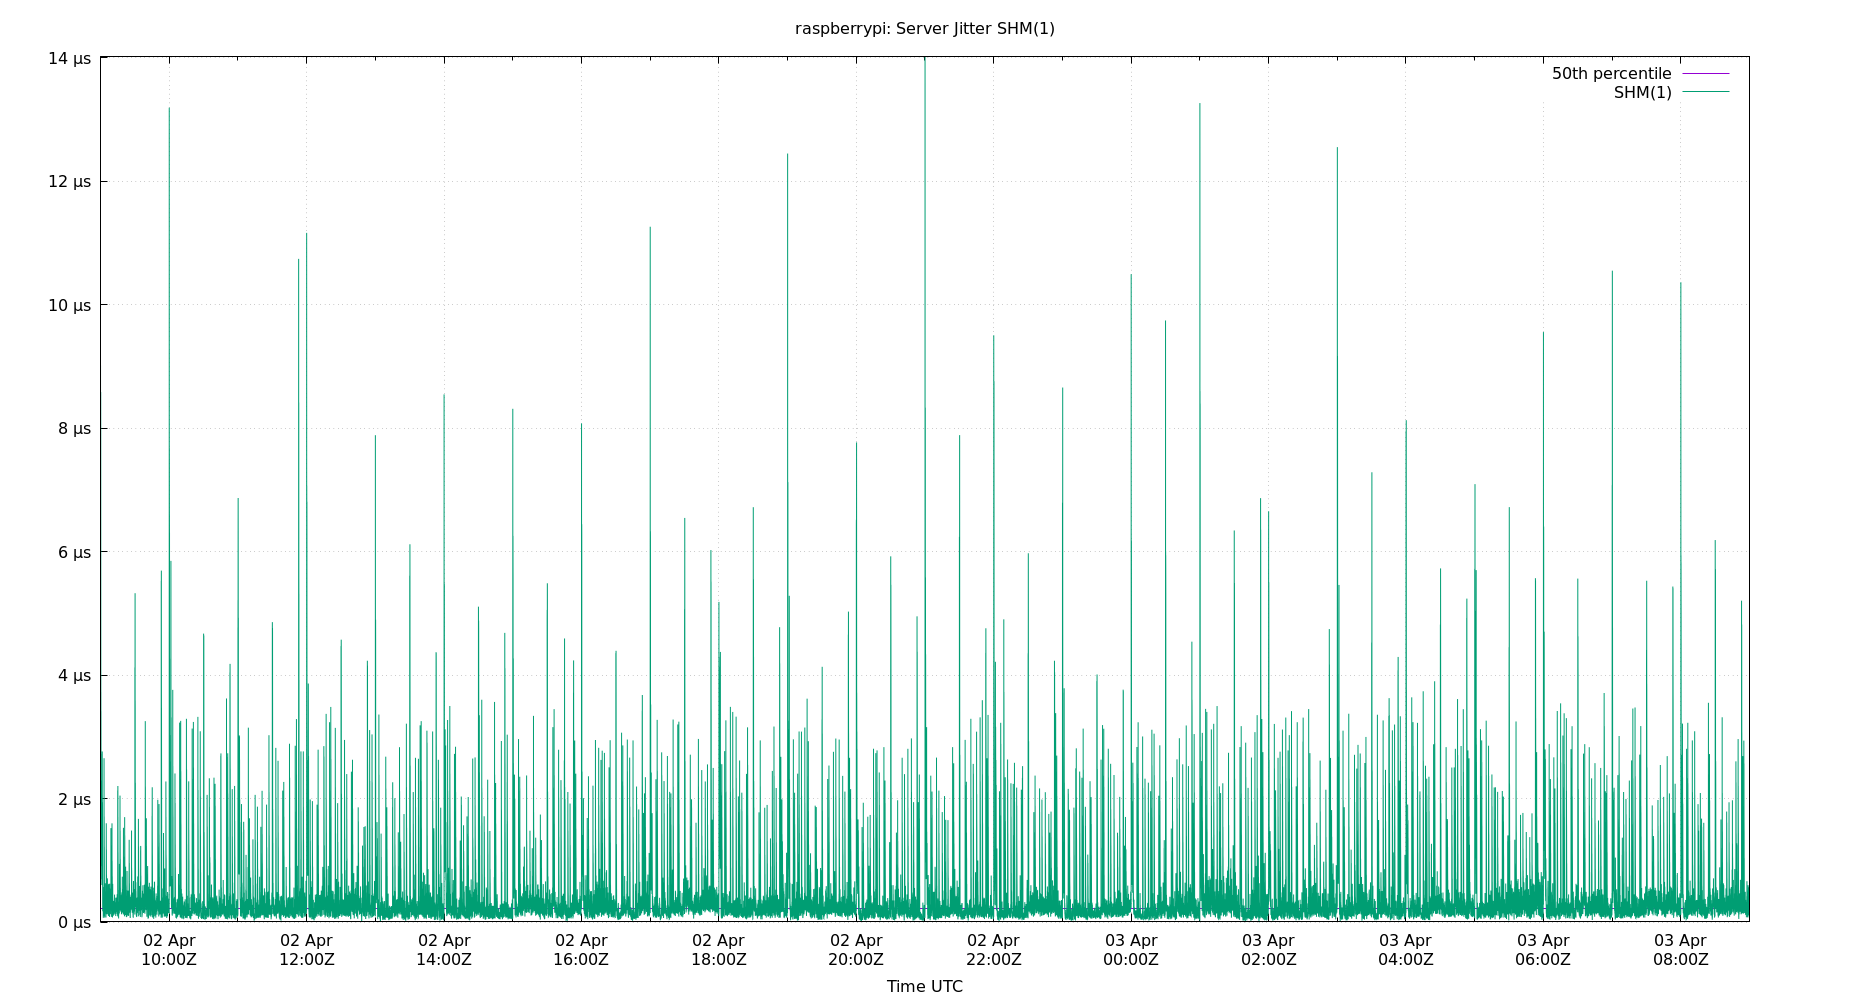 raspberrypi: Server Jitter SHM(1)
14 µs
12 µs
10 µs
8 µs
6 µs
4 µs
2 µs
0 µs
50th percentile
SHM(1)
02 Apr 02 Apr 02 Apr 02 Apr 02 Apr 02 Apr 02 Apr 03 Apr 03 Apr 03 Apr 03 Apr 03 Apr
10:00Z 12:00Z 14:00Z 16:00Z 18:00Z 20:00Z 22:00Z 00:00Z 02:00Z 04:00Z 06:00Z 08:00Z
Time UTC